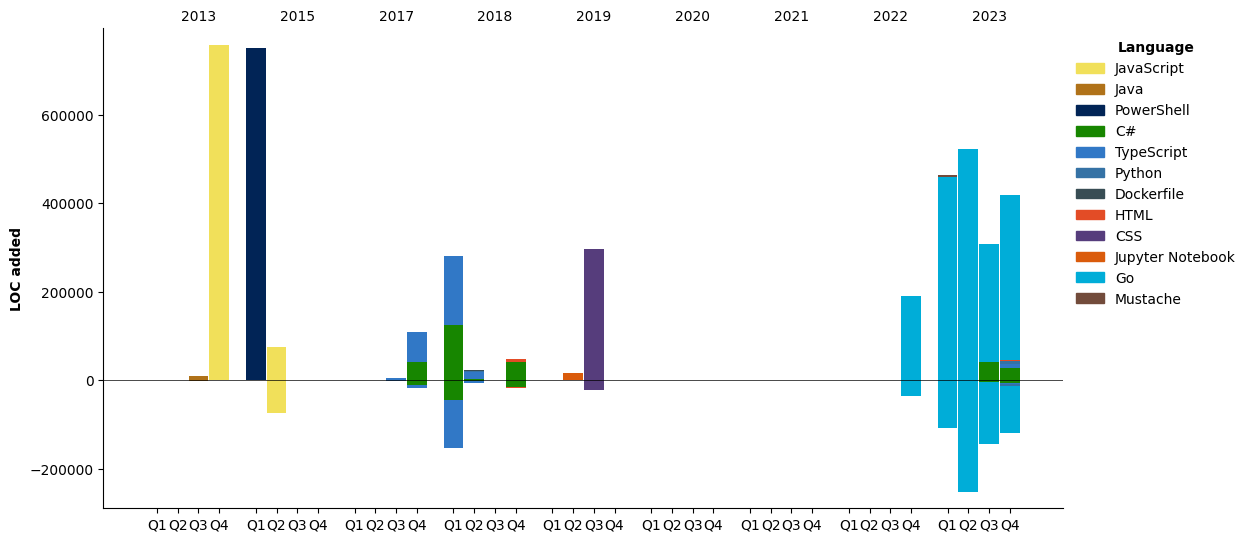 2013 2015 2017 2018 2019 2020 2021 2022 2023
Language
JavaScript
Java
PowerShell
C#
TypeScript
Python
Dockerfile
HTML
CSS
Jupyter Notebook
Go
Mustache
LOC added
600000
400000
200000
0
−200000
Q1 Q2 Q3 Q4 Q1 Q2 Q3 Q4 Q1 Q2 Q3 Q4 Q1 Q2 Q3 Q4 Q1 Q2 Q3 Q4 Q1 Q2 Q3 Q4 Q1 Q2 Q3 Q4 Q1 Q2 Q3 Q4 Q1 Q2 Q3 Q4